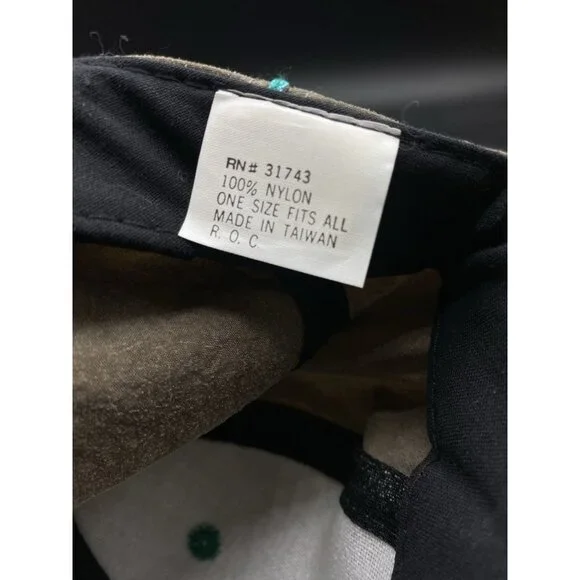 RN# 31743
100% NYLON
ONE SIZE FITS ALL
MADE IN TAIWAN
R. O. C